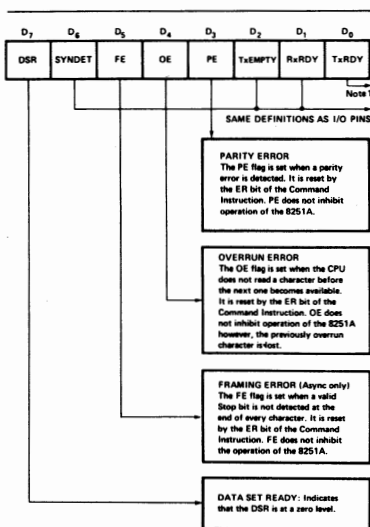 D7 D6 D5 D4 D3 D2 D1 D0
DSR SYNDET FE OE PE TxEMPTY RxRDY TxRDY
Note 1
SAME DEFINITIONS AS I/O PINS
PARITY ERROR
The PE flag is set when a parity
error is detected. It is reset by
the ER bit of the Command
Instruction. PE does not inhibit
operation of the 8251A.
OVERRUN ERROR
The OE flag is set when the CPU
does not read a character before
the next one becomes available.
It is reset by the ER bit of the
Command Instruction. OE does
not inhibit operation of the 8251A
however, the previously overrun
character is lost.
FRAMING ERROR (Async only)
The FE flag is set when a valid
Stop bit is not detected at the
end of every character. It is reset
by the ER bit of the Command
Instruction. FE does not inhibit
the operation of the 8251A.
DATA SET READY: Indicates
that the DSR is at a zero level.